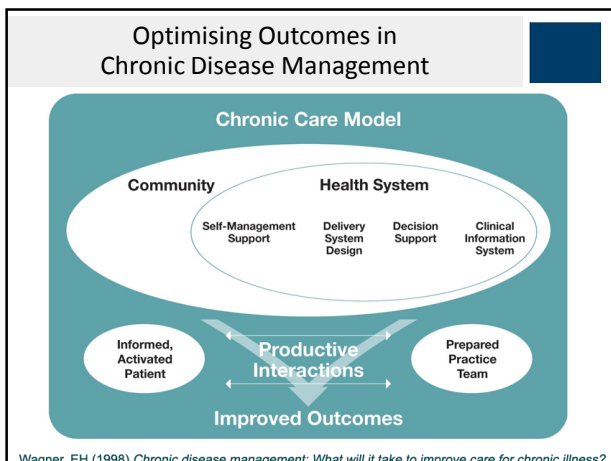 Optimising Outcomes in
Chronic Disease Management
Chronic Care Model
Community
Health System
Self-Management
Support
Delivery
System
Design
Decision
Support
Clinical
Information
System
Informed,
Activated
Patient
Productive
Interactions
Prepared
Practice
Team
Improved Outcomes
Wagner, EH (1998) Chronic disease management: What will it take to improve care for chronic illness?